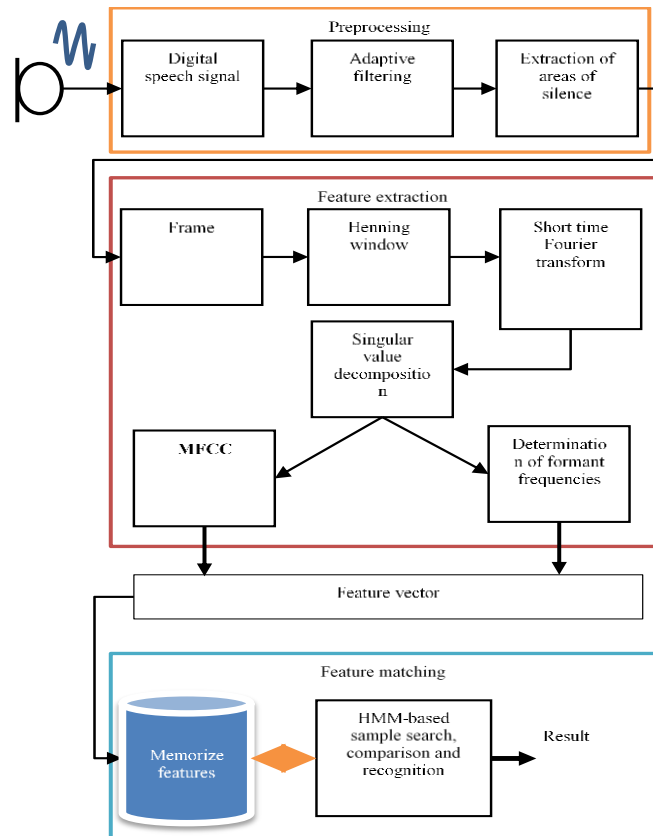 Preprocessing
Digital
speech signal
Adaptive
filtering
Extraction of
areas of
silence
Feature extraction
Frame
Henning
window
Short time
Fourier
transform
Singular
value
decompositio
n
MFCC
Determinatio
n of formant
frequencies
Feature vector
Feature matching
Memorize
features
HMM-based
sample search,
comparison and
recognition
Result